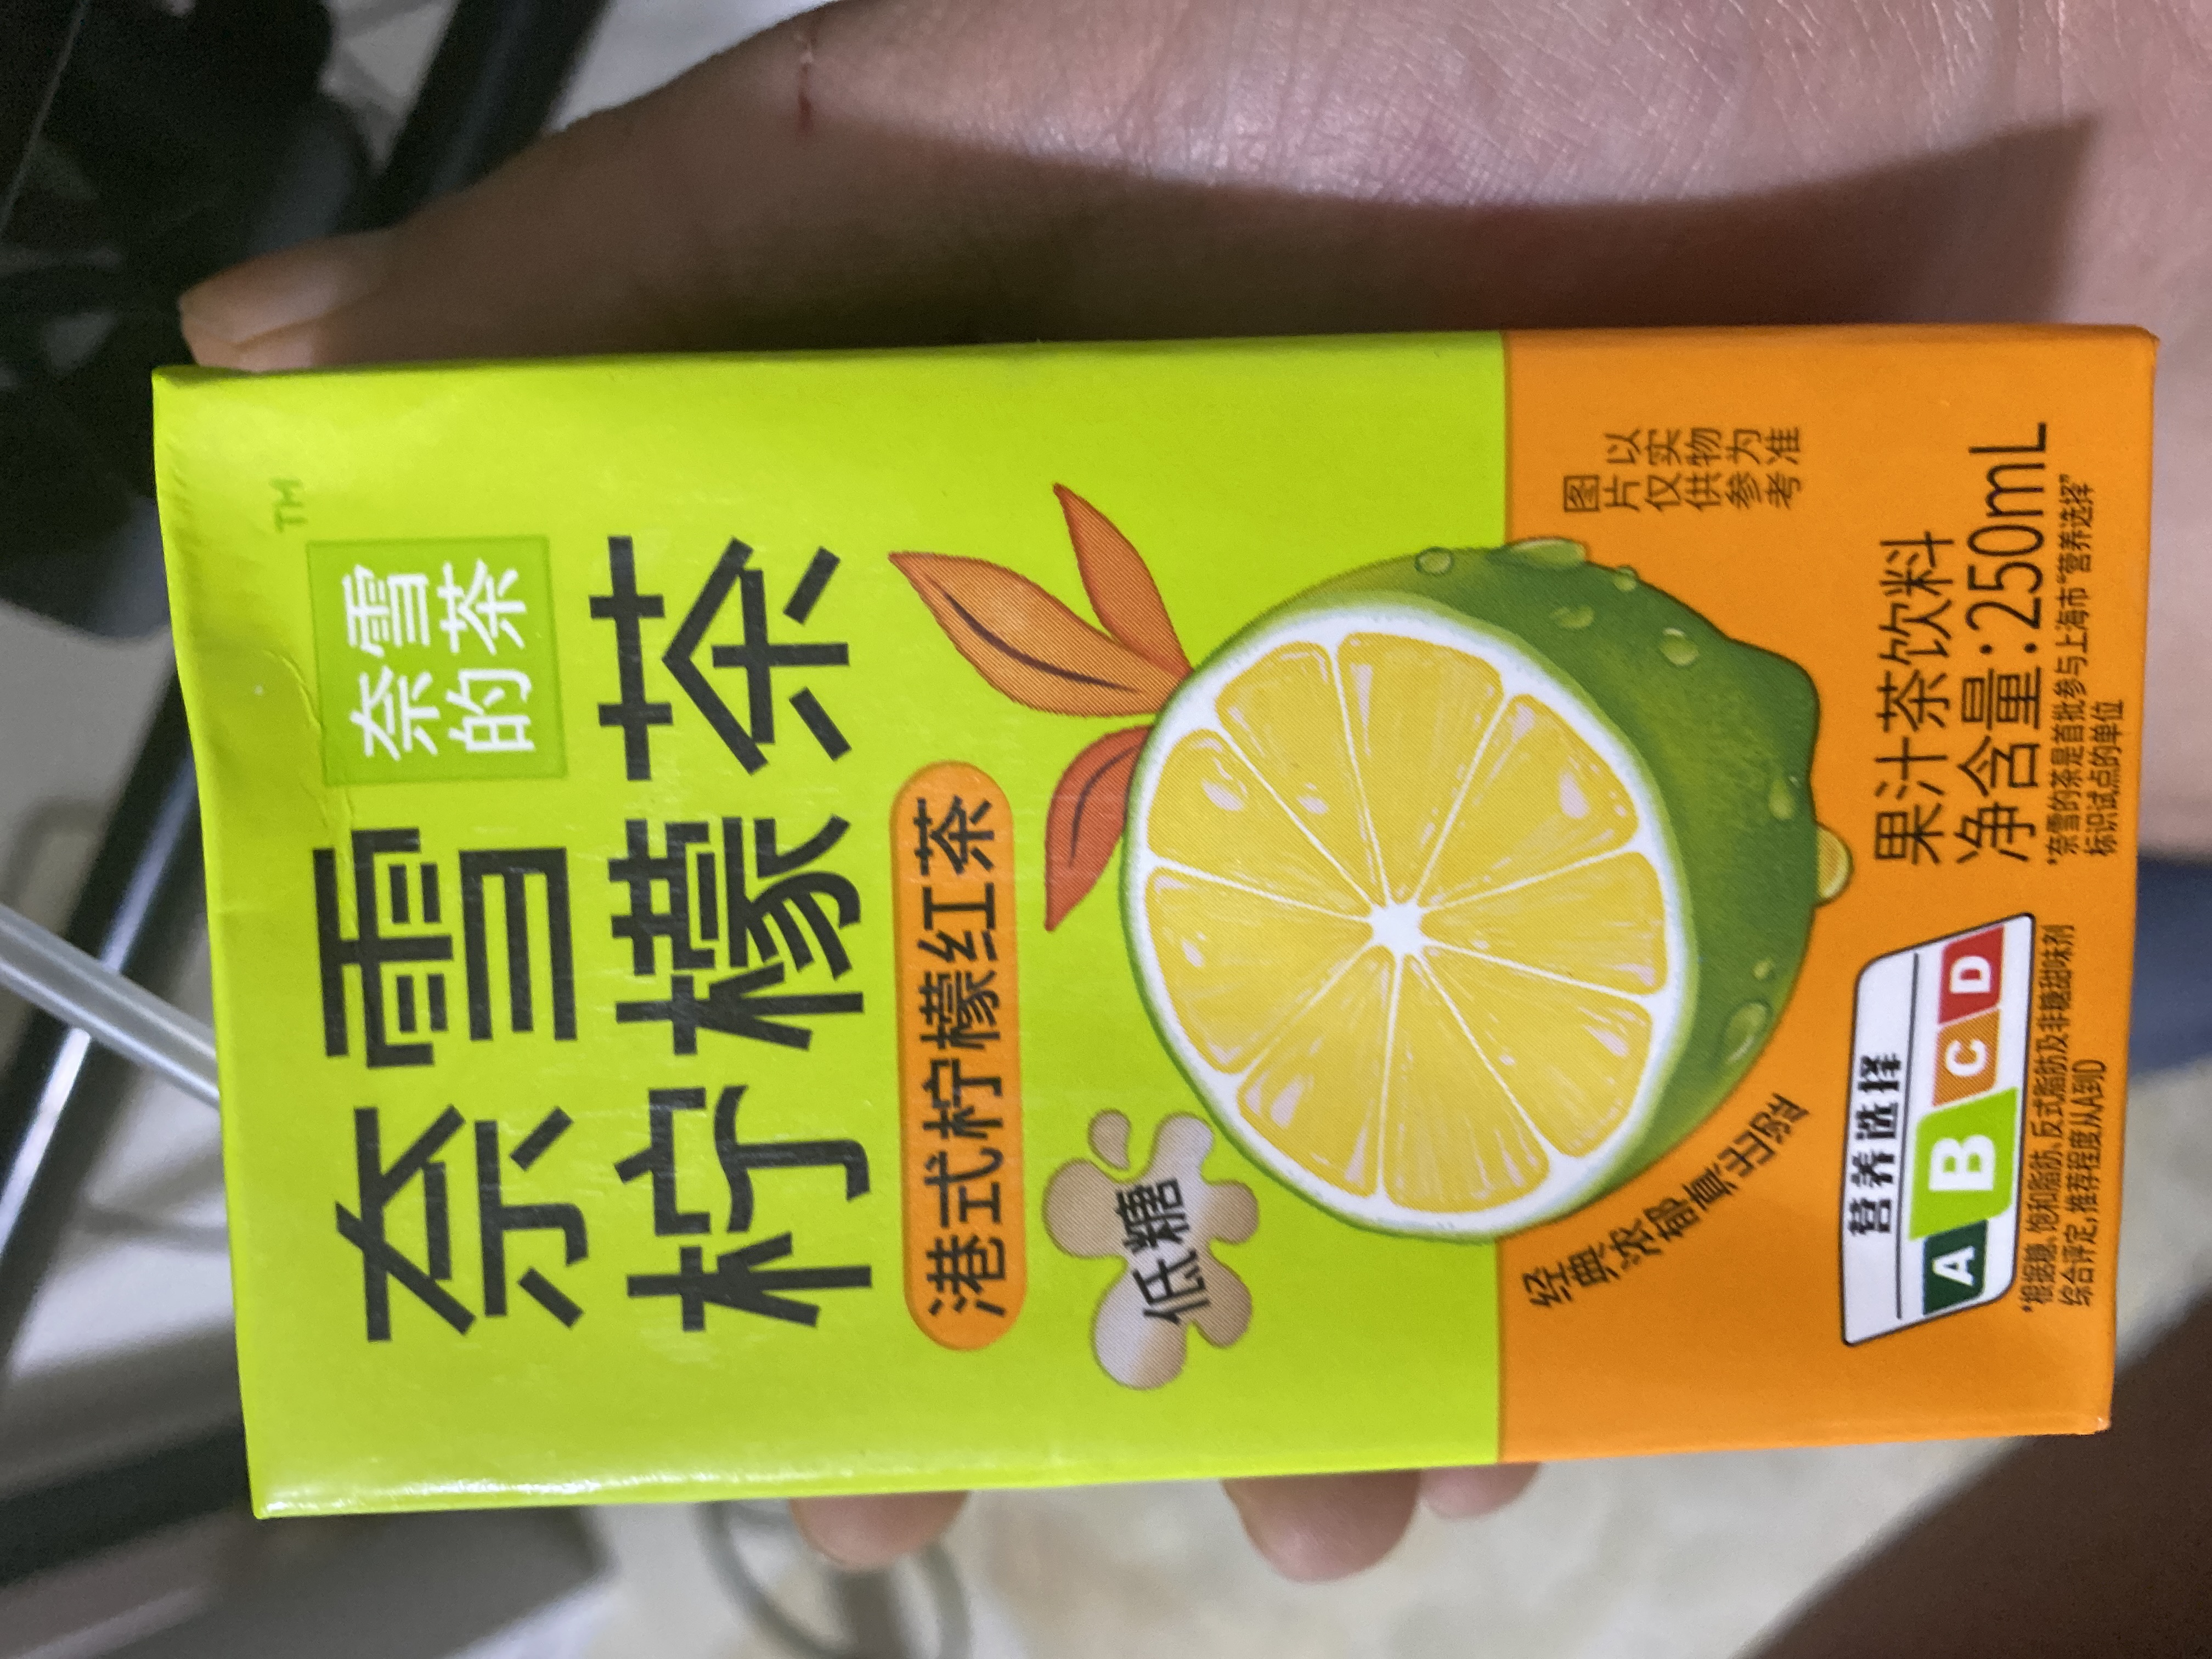 奈雪
的茶
TM
奈雪
柠檬茶
港式柠檬红茶
低糖
经典浓郁真出涩
图片仅供参考
以实物为准
营养选择
A B C D
*根据糖、饱和脂肪、反式脂肪及非糖甜味剂
综合评定,推荐程度从A到D
果汁茶饮料
净含量:250mL
*奈雪的茶是首批参与上海市"营养选择"
标识试点的单位